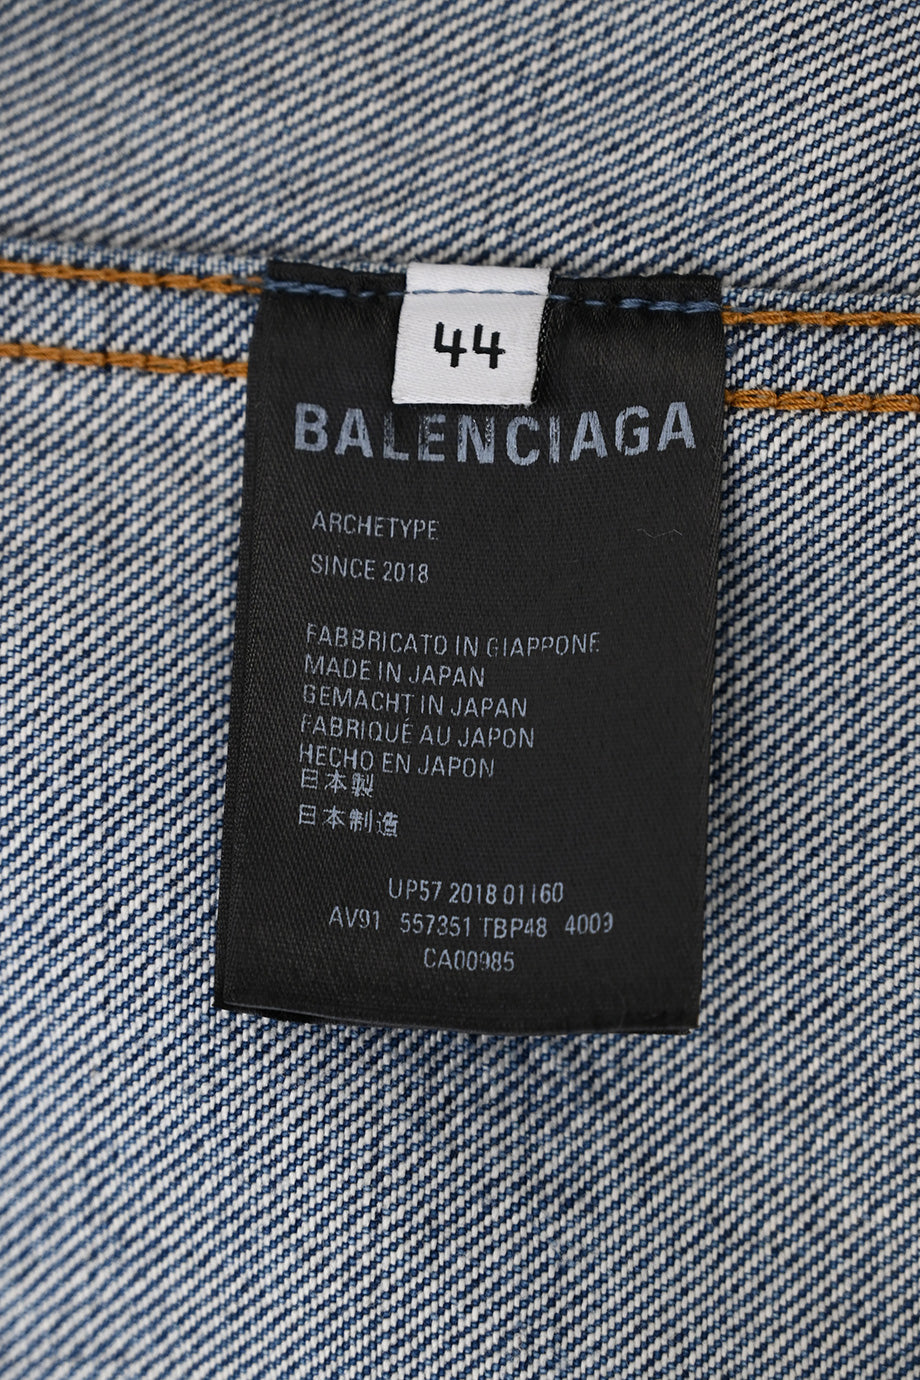 44
BALENCIAGA
ARCHETYPE
SINCE 2018
FABBRICATO IN GIAPPONE
MADE IN JAPAN
GEMACHT IN JAPAN
FABRIQUÉ AU JAPON
HECHO EN JAPON
日本製
日本制造
UP57 2018 01160
AV91 557351 TBP48 4009
CA00985